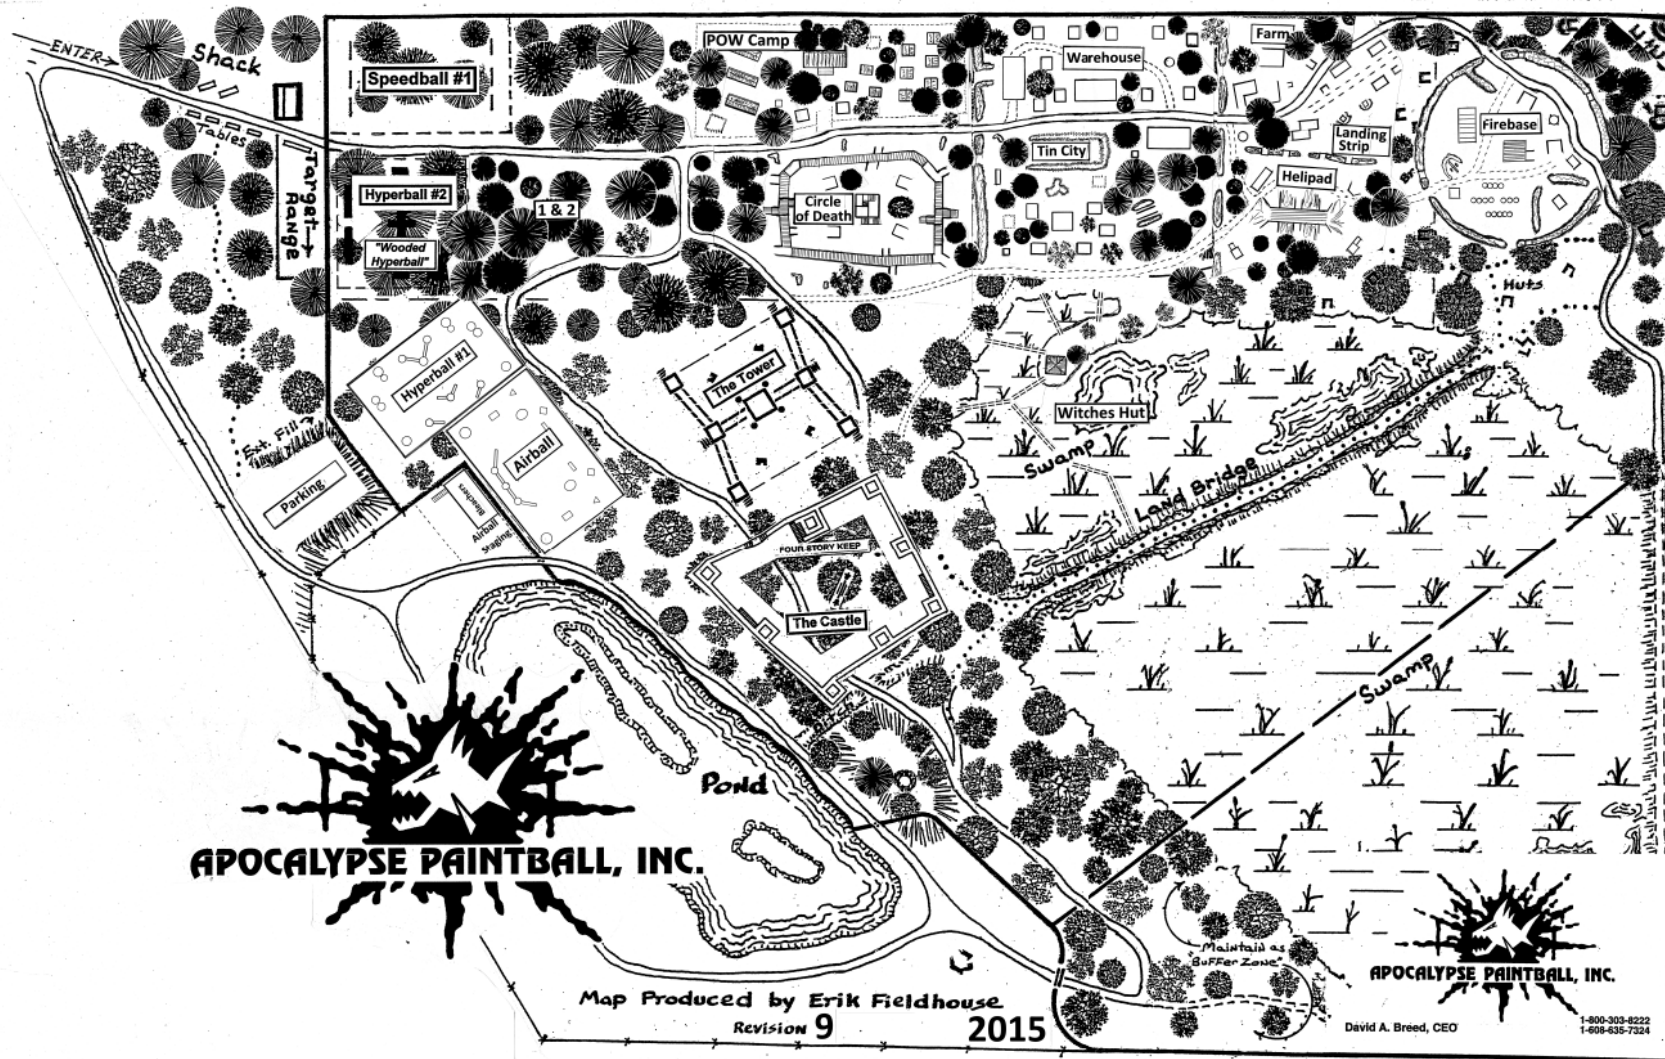 ENTER
Shack
Tables
Target
Range
Speedball #1
Hyperball #2
"Wooded
Hyperball"
1 & 2
POW Camp
Warehouse
Farm
Firebase
Landing
Strip
Helipad
Tin City
Circle
of Death
Huts
Hyperball #1
Airball
The Tower
Witches Hut
Swamp
Land Bridge
Ext. Fill
Parking
Bleachers
Airball
Staging
FOUR STORY KEEP
The Castle
Swamp
Pond
APOCALYPSE PAINTBALL, INC.
Maintain as
"Buffer Zone"
Map Produced by Erik Fieldhouse
Revision 9 2015
APOCALYPSE PAINTBALL, INC.
David A. Breed, CEO
1-800-303-8222
1-608-635-7324